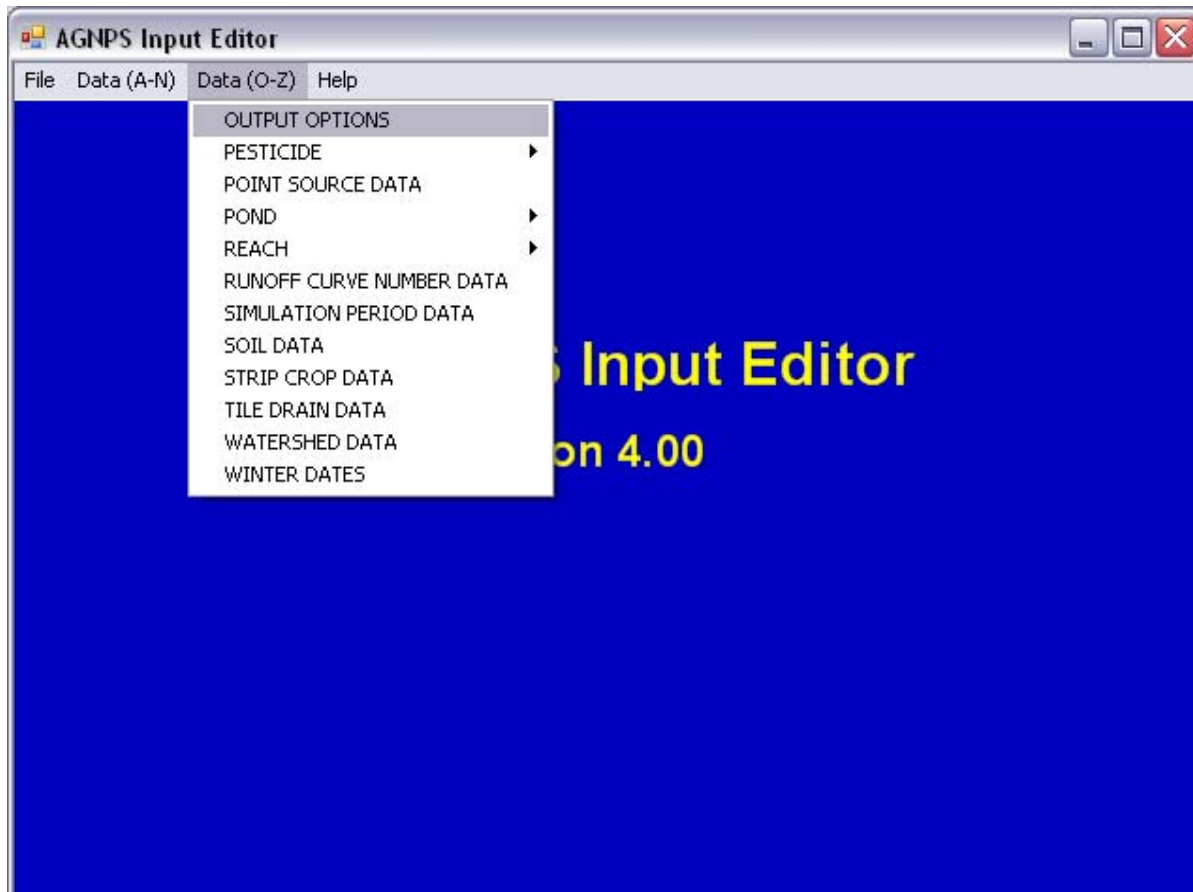 AGNPS Input Editor
File Data (A-N) Data (O-Z) Help
OUTPUT OPTIONS
PESTICIDE
POINT SOURCE DATA
POND
REACH
RUNOFF CURVE NUMBER DATA
SIMULATION PERIOD DATA
SOIL DATA
STRIP CROP DATA
TILE DRAIN DATA
WATERSHED DATA
WINTER DATES
Input Editor
on 4.00